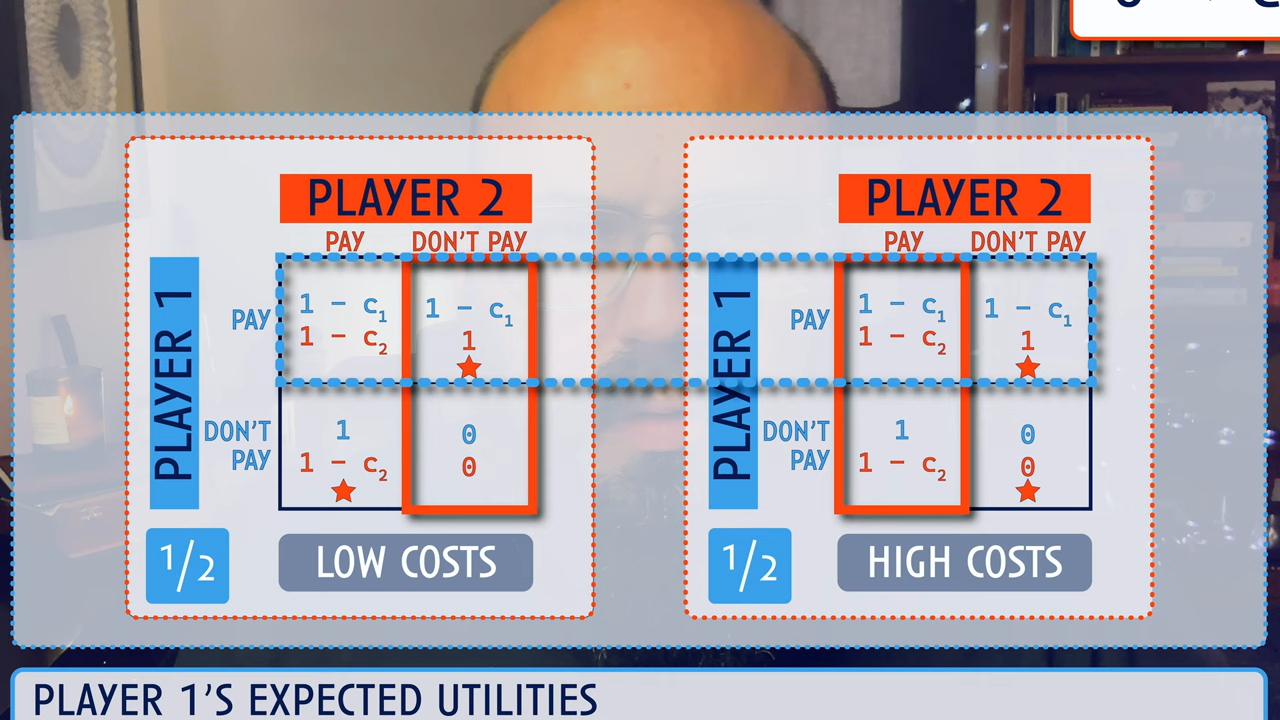 PLAYER 2
PAY DON'T PAY
PLAYER 1
PAY
1 – c₁
1 – c₂
1 – c₁
1
DON'T
PAY
1
1 – c₂
0
0
1/2
LOW COSTS
PLAYER 2
PAY DON'T PAY
PLAYER 1
PAY
1 – c₁
1 – c₂
1 – c₁
1
DON'T
PAY
1
1 – c₂
0
0
1/2
HIGH COSTS
PLAYER 1'S EXPECTED UTILITIES